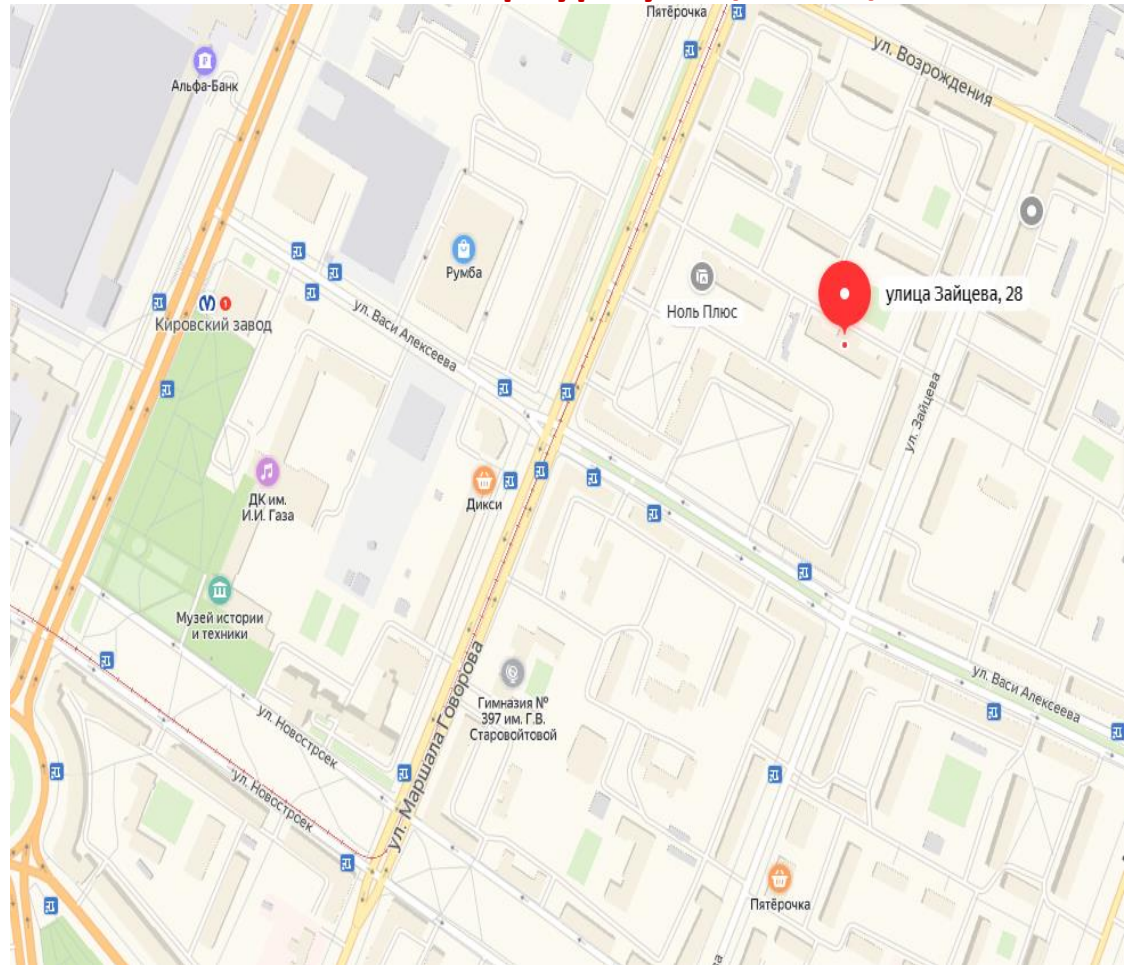 Пятёрочка
ул. Возрождения
Альфа-Банк
Румба
Ноль Плюс
улица Зайцева, 28
1
Кировский завод
ул. Васи Алексеева
ул. Зайцева
ДК им.
И.И. Газа
Дикси
Музей истории
и техники
Гимназия №
397 им. Г.В.
Старовойтовой
ул. Васи Алексеева
ул. Новостроек
ул. Маршала Говорова
ул. Новостроек
Пятёрочка